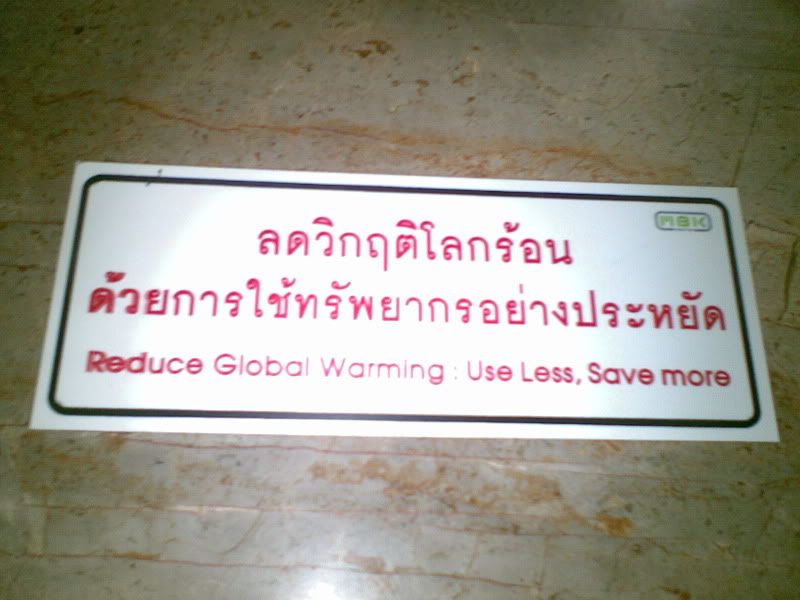 MBK
ลดวิกฤติโลกร้อน
ด้วยการใช้ทรัพยากรอย่างประหยัด
Reduce Global Warming : Use Less, Save more